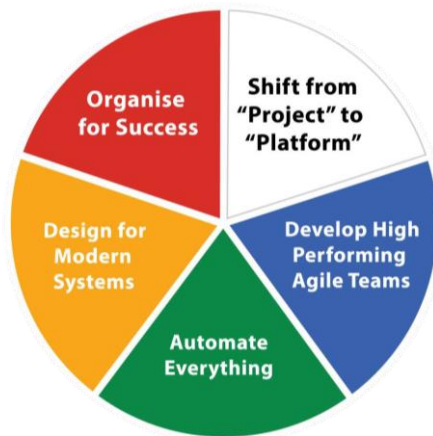 Organise
for Success
Shift from
“Project” to
“Platform”
Design for
Modern
Systems
Develop High
Performing
Agile Teams
Automate
Everything